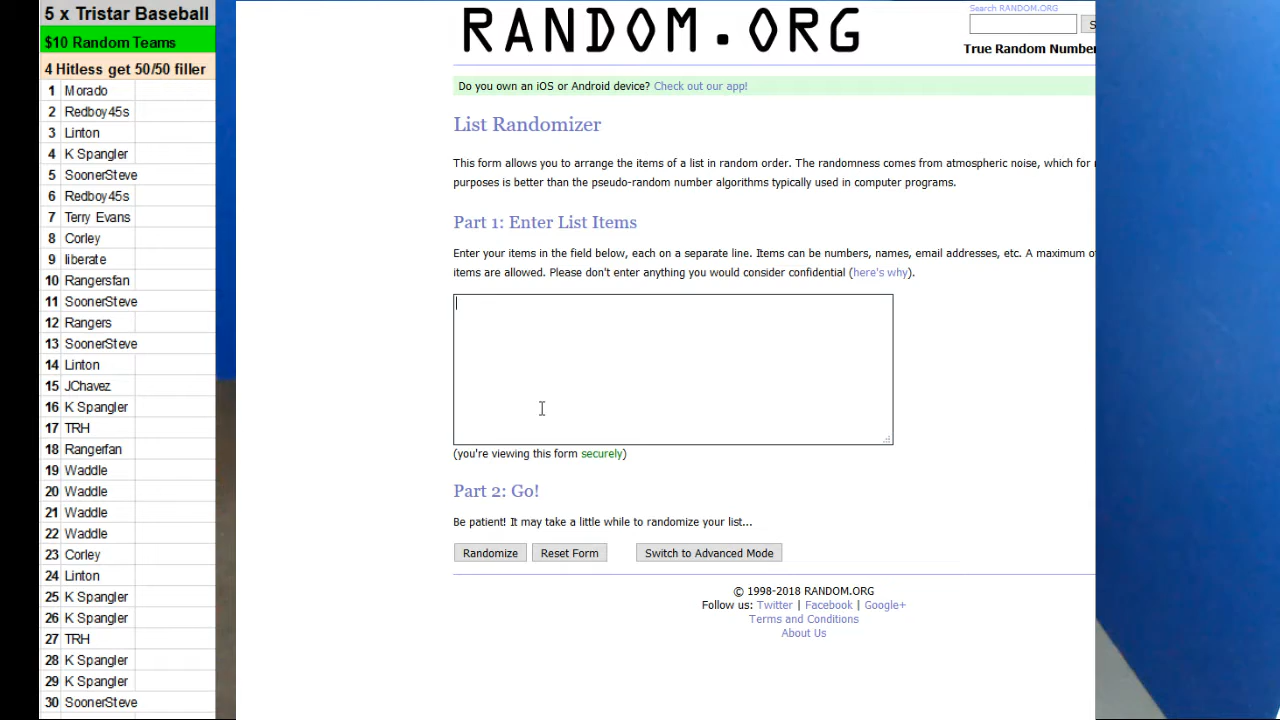 5 x Tristar Baseball
$10 Random Teams
4 Hitless get 50/50 filler
1 Morado
2 Redboy45s
3 Linton
4 K Spangler
5 SoonerSteve
6 Redboy45s
7 Terry Evans
8 Corley
9 liberate
10 Rangersfan
11 SoonerSteve
12 Rangers
13 SoonerSteve
14 Linton
15 JChavez
16 K Spangler
17 TRH
18 Rangerfan
19 Waddle
20 Waddle
21 Waddle
22 Waddle
23 Corley
24 Linton
25 K Spangler
26 K Spangler
27 TRH
28 K Spangler
29 K Spangler
30 SoonerSteve
RANDOM.ORG
Search RANDOM.ORG
S
True Random Number
Do you own an iOS or Android device? Check out our app!
List Randomizer
This form allows you to arrange the items of a list in random order. The randomness comes from atmospheric noise, which for
purposes is better than the pseudo-random number algorithms typically used in computer programs.
Part 1: Enter List Items
Enter your items in the field below, each on a separate line. Items can be numbers, names, email addresses, etc. A maximum of
items are allowed. Please don't enter anything you would consider confidential (here's why).
(you're viewing this form securely)
Part 2: Go!
Be patient! It may take a little while to randomize your list...
Randomize Reset Form Switch to Advanced Mode
© 1998-2018 RANDOM.ORG
Follow us: Twitter | Facebook | Google+
Terms and Conditions
About Us